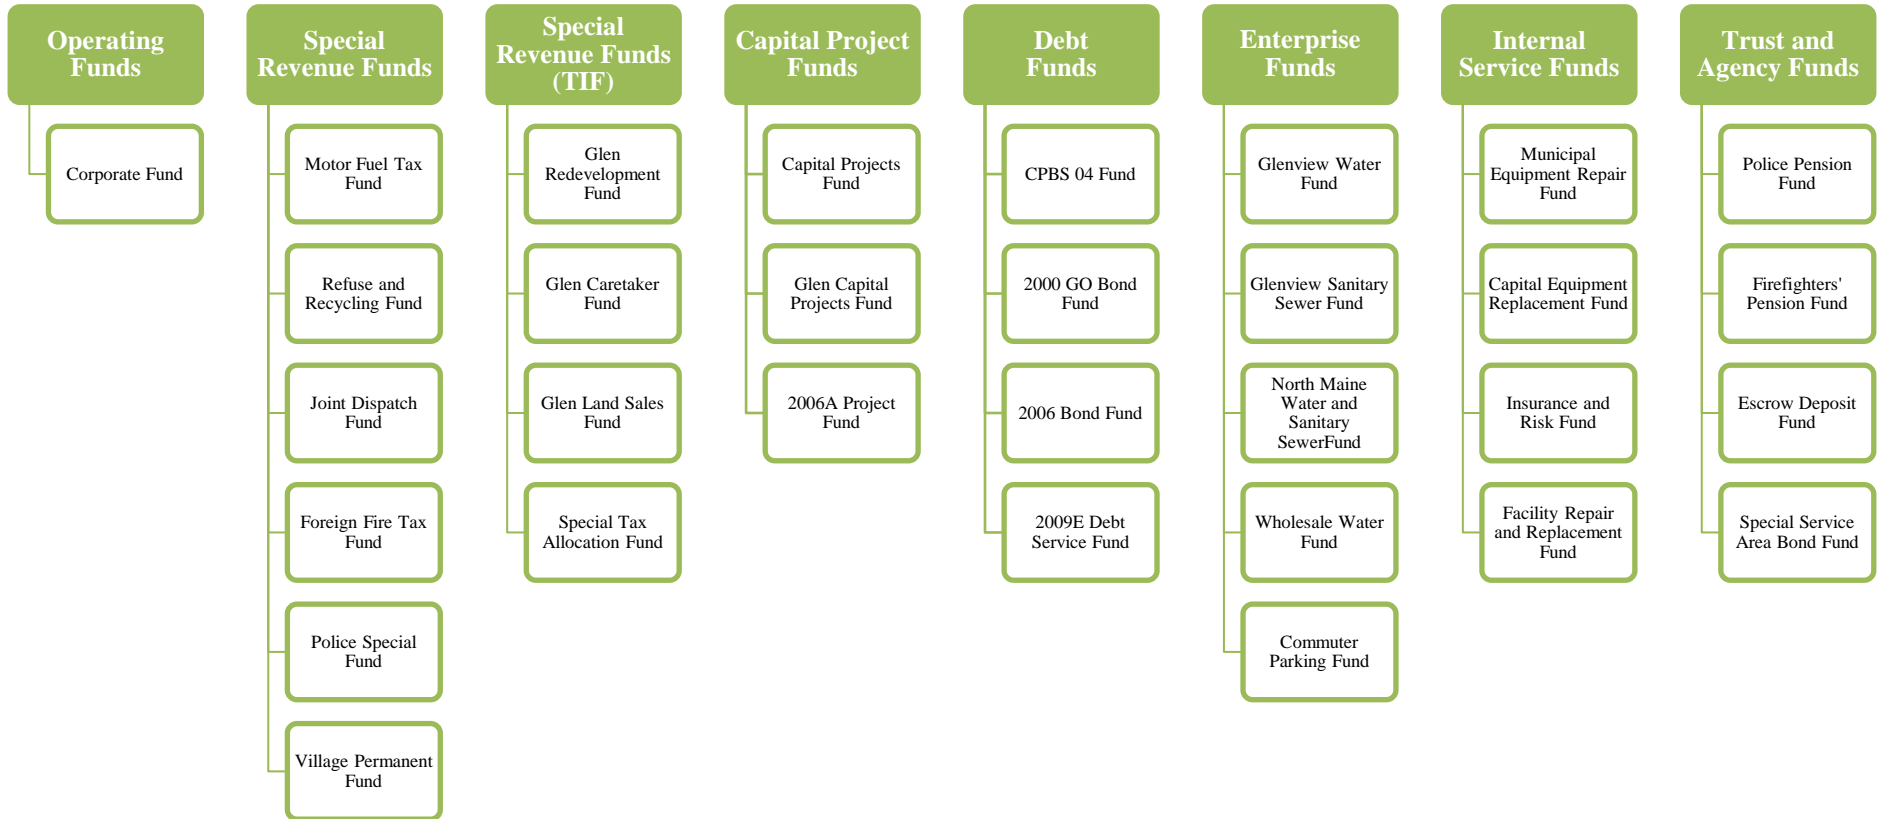 Operating
Funds
Corporate Fund
Special
Revenue Funds
Motor Fuel Tax
Fund
Refuse and
Recycling Fund
Joint Dispatch
Fund
Foreign Fire Tax
Fund
Police Special
Fund
Village Permanent
Fund
Special
Revenue Funds
(TIF)
Glen
Redevelopment
Fund
Glen Caretaker
Fund
Glen Land Sales
Fund
Special Tax
Allocation Fund
Capital Project
Funds
Capital Projects
Fund
Glen Capital
Projects Fund
2006A Project
Fund
Debt
Funds
CPBS 04 Fund
2000 GO Bond
Fund
2006 Bond Fund
2009E Debt
Service Fund
Enterprise
Funds
Glenview Water
Fund
Glenview Sanitary
Sewer Fund
North Maine
Water and
Sanitary
SewerFund
Wholesale Water
Fund
Commuter
Parking Fund
Internal
Service Funds
Municipal
Equipment Repair
Fund
Capital Equipment
Replacement Fund
Insurance and
Risk Fund
Facility Repair
and Replacement
Fund
Trust and
Agency Funds
Police Pension
Fund
Firefighters'
Pension Fund
Escrow Deposit
Fund
Special Service
Area Bond Fund